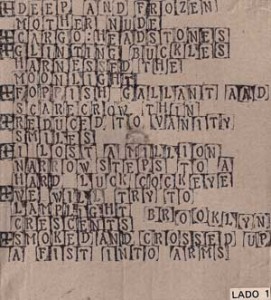 Æ DEEP AND FROZEN
MOTHER NUDE
Æ CARGO HEADSTONES
Æ GLINTING BUCKLES
HARNESSED THE
MOONLIGHT
Æ FOPPISH GALLANT AND
SCARECROW THIN
Æ REDUCED TO VANITY
SMILES
Æ I LOST A MILLION
NARROW STEPS TO A
HARD LUCK COCKEYE
Æ WE WILL TRY TO
LAMPLIGHT BROOKLYN
CRESCENTS
Æ SMOKED AND CROSSED UP
A FIST INTO ARMS
LADO 1